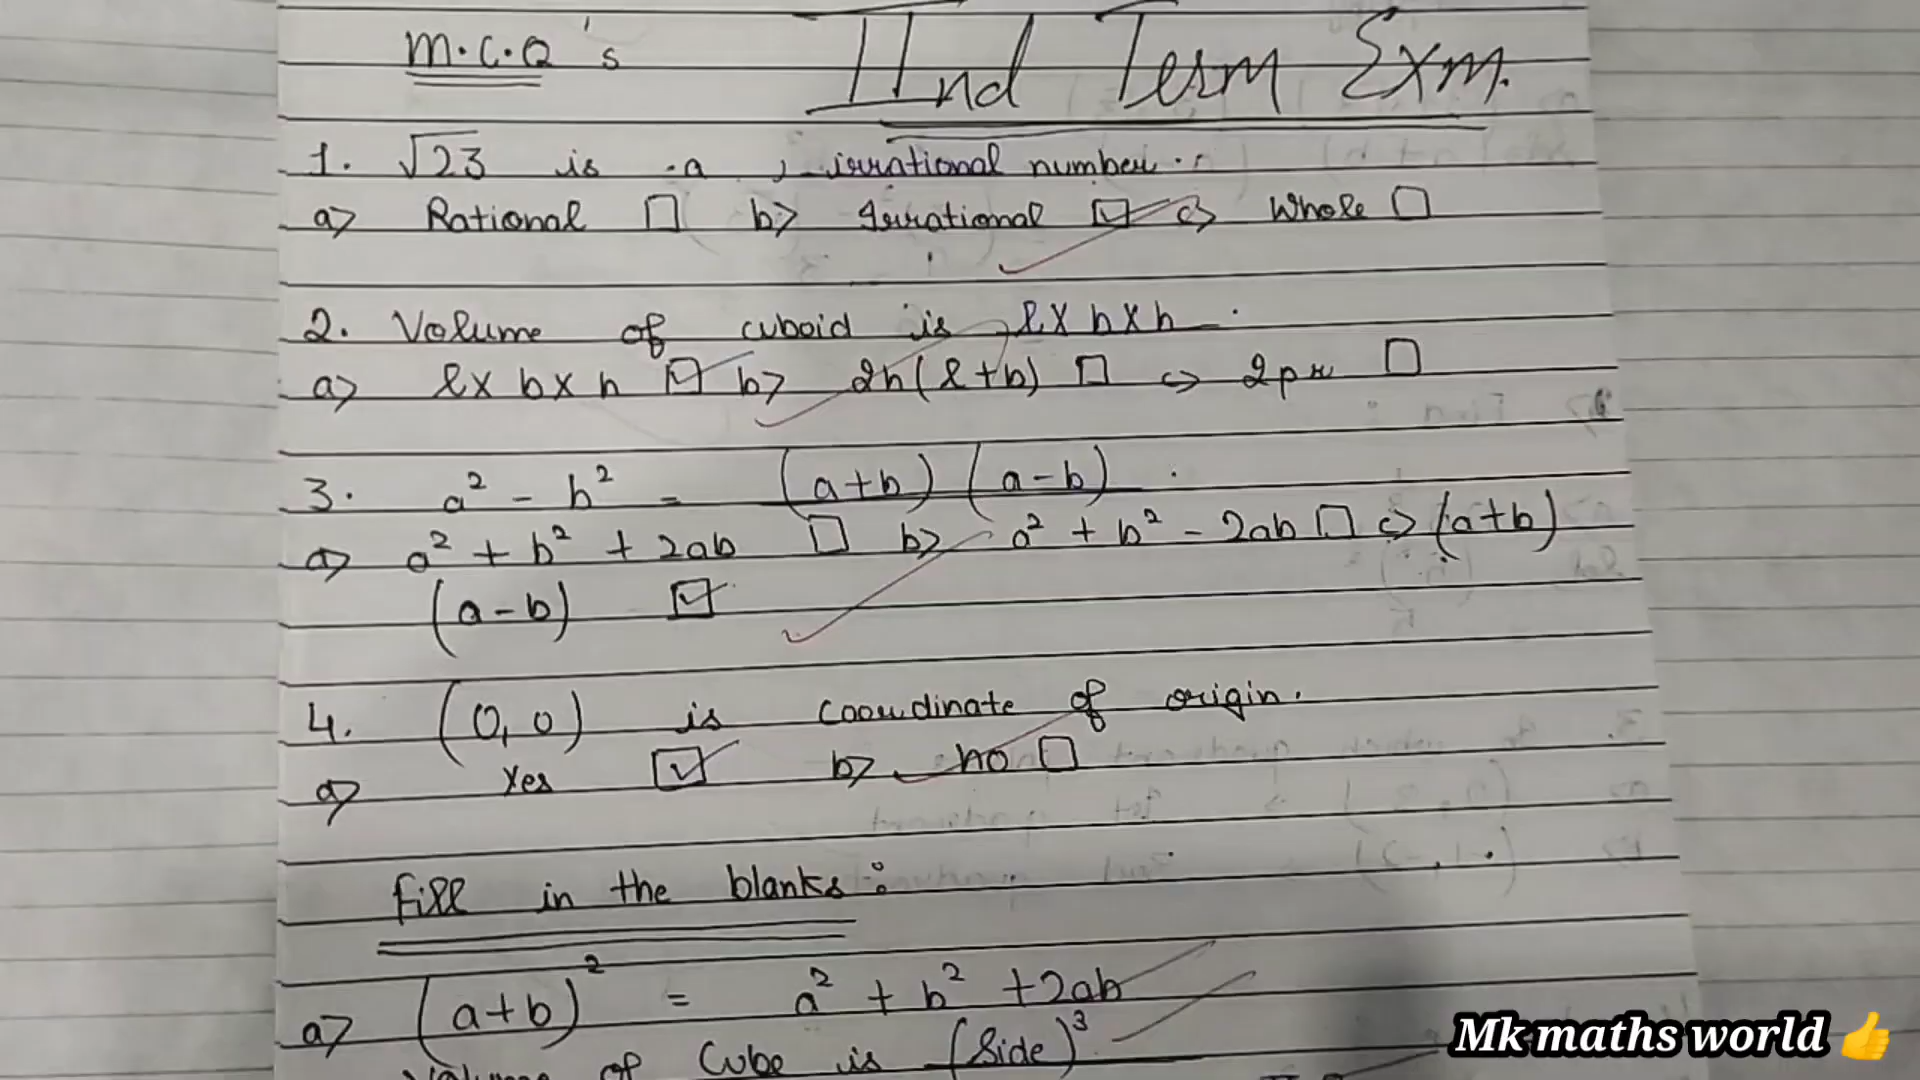 M.C.Q's
IInd Term Exm.
1. √23 is a irrational number.
a> Rational □ b> Irrational ☑ c> Whole □
2. Volume of cuboid is l×b×h.
a> l×b×h ☑ b> 2h(l+b) □ c> □
3. a² - b² = (a+b) (a-b).
a> a² + b² + 2ab □ b> a² + b² - 2ab □ c> (a+b)
(a-b) ☑
4. (0,0) is coordinate of origin.
a> Yes ☑ b> no □
Fill in the blanks:
a> (a+b)² = a² + b² + 2ab
Volume of Cube is (Side)³
Mk maths world 👍